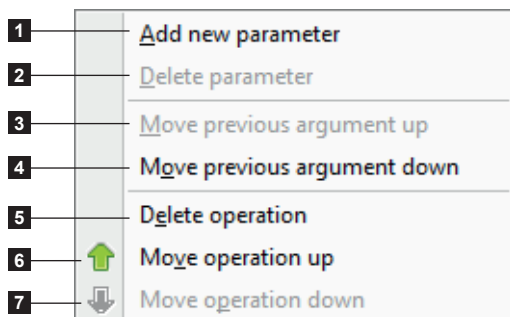 1 Add new parameter
2 Delete parameter
3 Move previous argument up
4 Move previous argument down
5 Delete operation
6 Move operation up
7 Move operation down